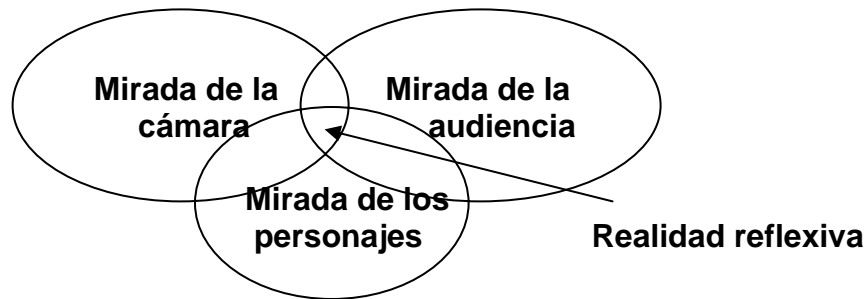 Mirada de la
cámara
Mirada de la
audiencia
Mirada de los
personajes
Realidad reflexiva